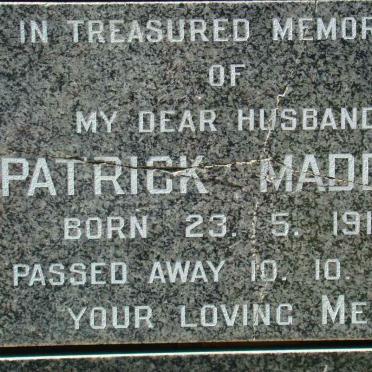 IN TREASURED MEMOR
OF
MY DEAR HUSBAND
PATRICK MADD
BORN 23. 5. 191
PASSED AWAY 10. 10.
YOUR LOVING ME